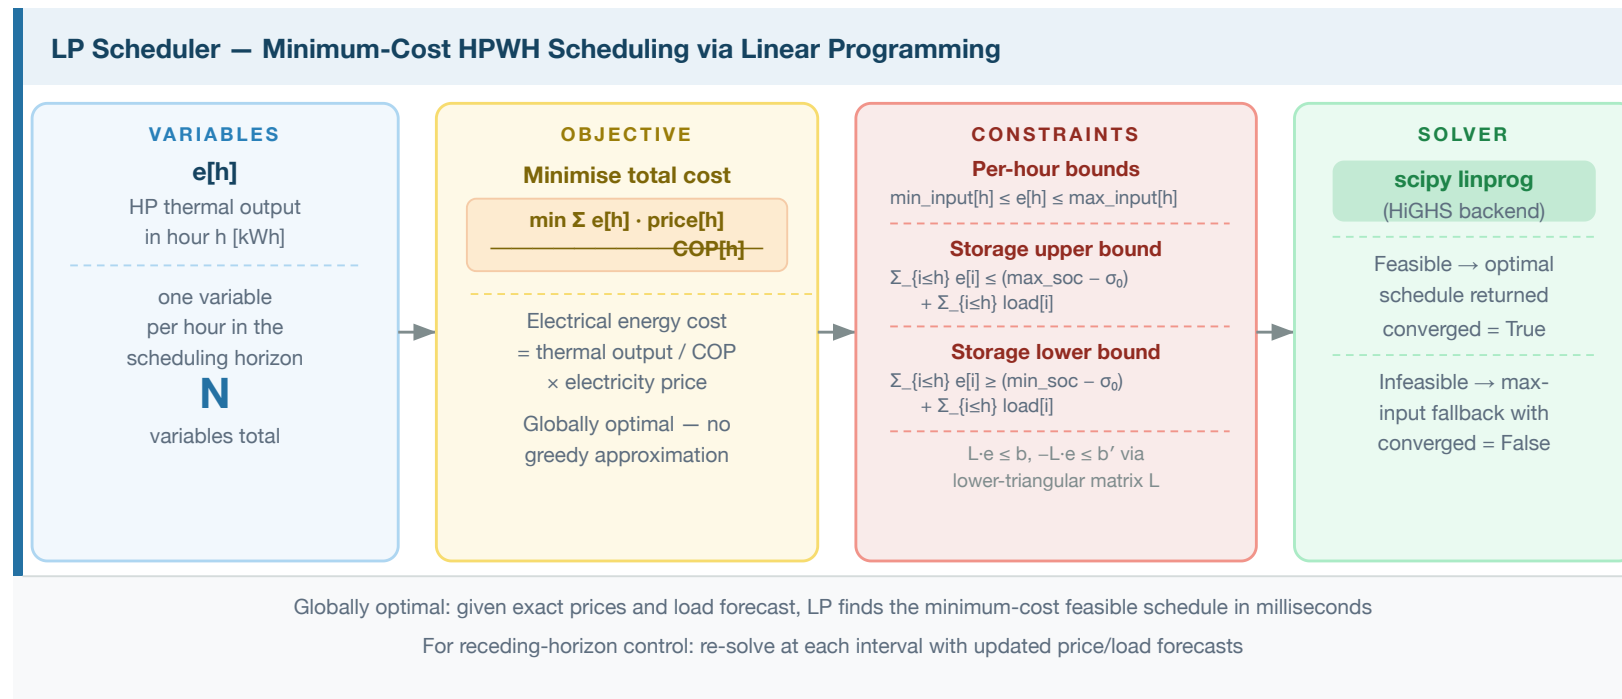 LP Scheduler — Minimum-Cost HPWH Scheduling via Linear Programming
VARIABLES
e[h]
HP thermal output
in hour h [kWh]
one variable
per hour in the
scheduling horizon
N
variables total
OBJECTIVE
Minimise total cost
min Σ e[h] · price[h]
COP[h]
Electrical energy cost
= thermal output / COP
× electricity price
Globally optimal — no
greedy approximation
CONSTRAINTS
Per-hour bounds
min_input[h] ≤ e[h] ≤ max_input[h]
Storage upper bound
Σ_{i≤h} e[i] ≤ (max_soc − σ₀)
+ Σ_{i≤h} load[i]
Storage lower bound
Σ_{i≤h} e[i] ≥ (min_soc − σ₀)
+ Σ_{i≤h} load[i]
L·e ≤ b, −L·e ≤ b′ via
lower-triangular matrix L
SOLVER
scipy linprog
(HiGHS backend)
Feasible → optimal
schedule returned
converged = True
Infeasible → max-
input fallback with
converged = False
Globally optimal: given exact prices and load forecast, LP finds the minimum-cost feasible schedule in milliseconds
For receding-horizon control: re-solve at each interval with updated price/load forecasts